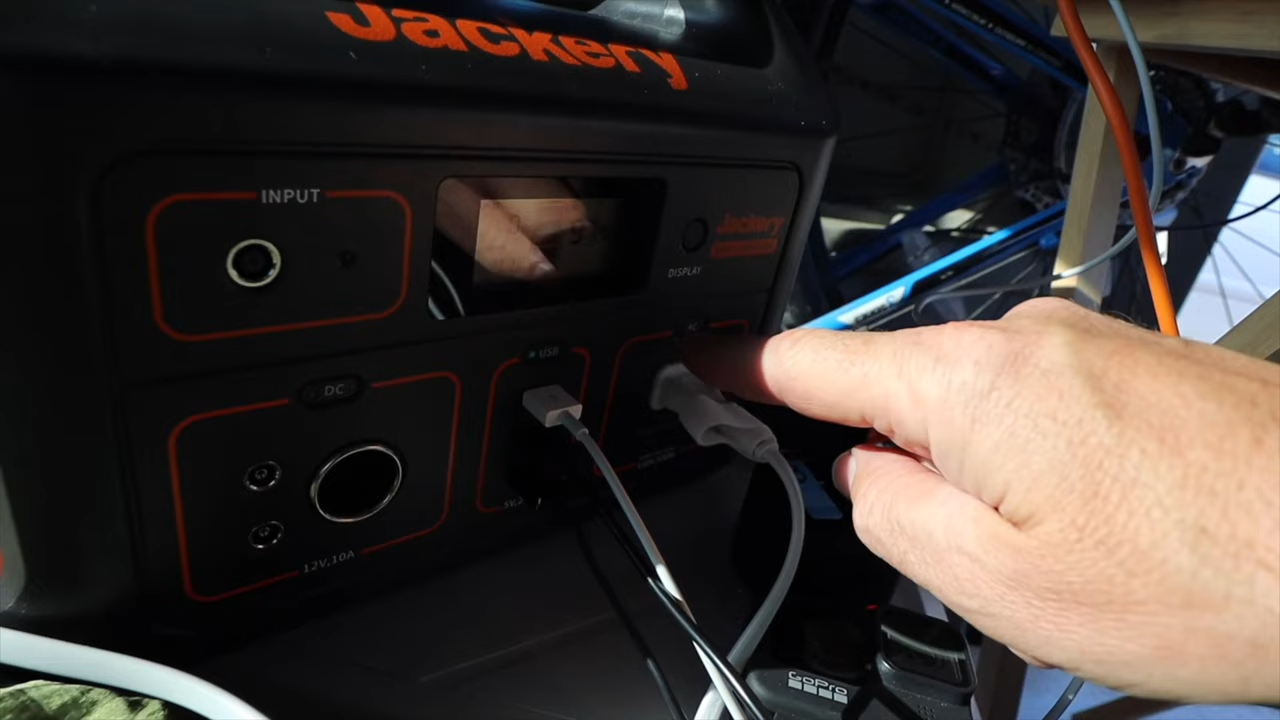 Jackery
INPUT
Jackery
DISPLAY
AC
USB
DC
12V,10A
GoPro